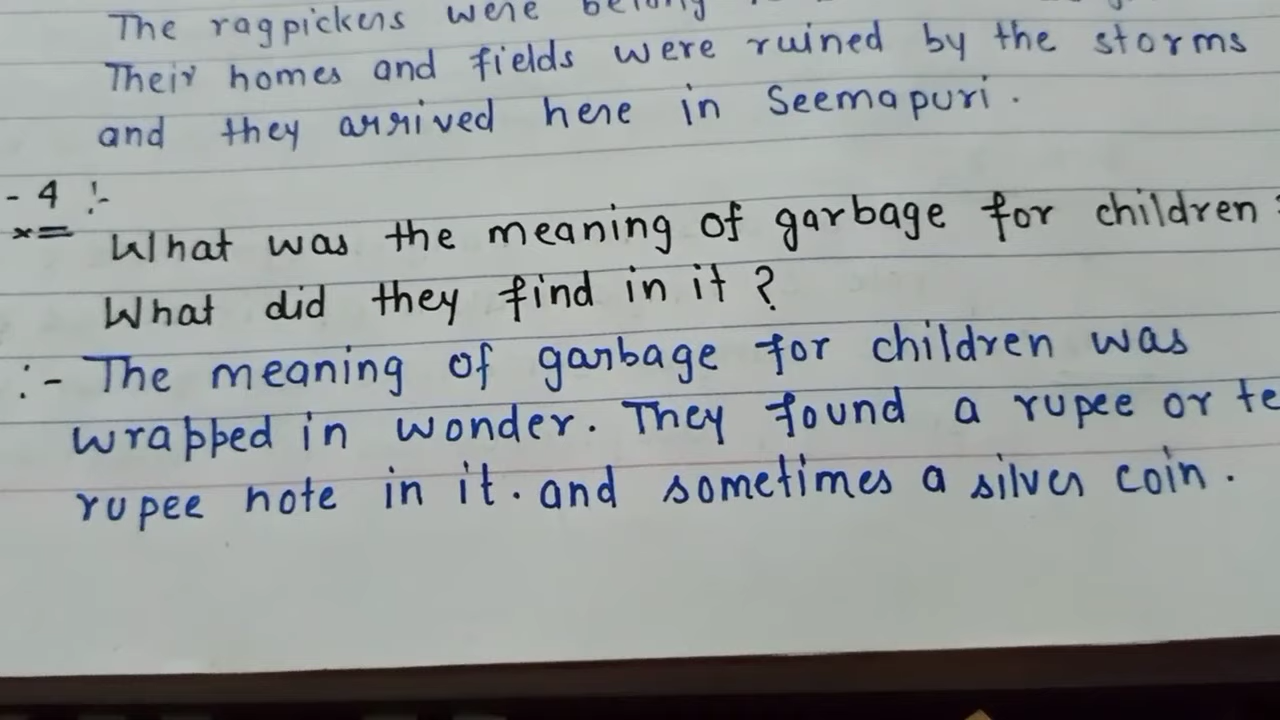 The ragpickers were belong
Their homes and fields were ruined by the storms
and they arrived here in Seemapuri.
- 4 :-
What was the meaning of garbage for children
What did they find in it ?
:- The meaning of garbage for children was
wrapped in wonder. They found a rupee or te
rupee note in it. and sometimes a silver coin.